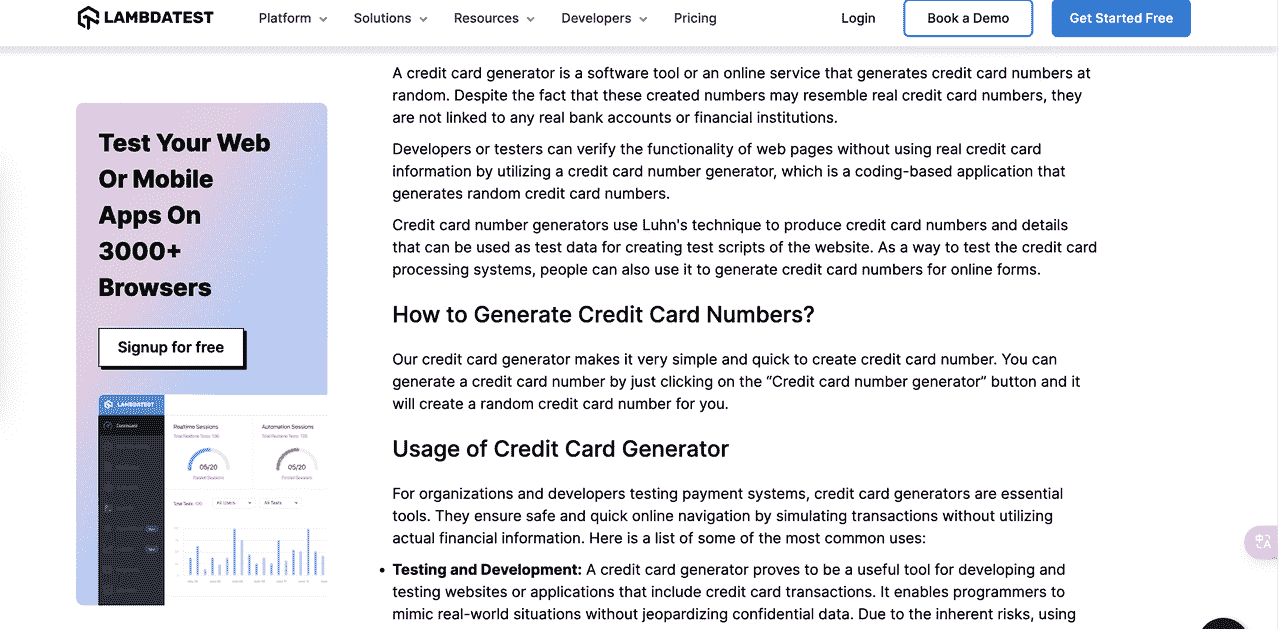 LAMBDATEST Platform Solutions Resources Developers Pricing Login Book a Demo Get Started Free
Test Your Web
Or Mobile
Apps On
3000+
Browsers
Signup for free
LAMBDATEST
Dashboard
Realtime Sessions
Automation Sessions
05/20
05/20
All Users
All Tests
A credit card generator is a software tool or an online service that generates credit card numbers at
random. Despite the fact that these created numbers may resemble real credit card numbers, they
are not linked to any real bank accounts or financial institutions.
Developers or testers can verify the functionality of web pages without using real credit card
information by utilizing a credit card number generator, which is a coding-based application that
generates random credit card numbers.
Credit card number generators use Luhn's technique to produce credit card numbers and details
that can be used as test data for creating test scripts of the website. As a way to test the credit card
processing systems, people can also use it to generate credit card numbers for online forms.
How to Generate Credit Card Numbers?
Our credit card generator makes it very simple and quick to create credit card number. You can
generate a credit card number by just clicking on the “Credit card number generator” button and it
will create a random credit card number for you.
Usage of Credit Card Generator
For organizations and developers testing payment systems, credit card generators are essential
tools. They ensure safe and quick online navigation by simulating transactions without utilizing
actual financial information. Here is a list of some of the most common uses:
• Testing and Development: A credit card generator proves to be a useful tool for developing and
testing websites or applications that include credit card transactions. It enables programmers to
mimic real-world situations without jeopardizing confidential data. Due to the inherent risks, using